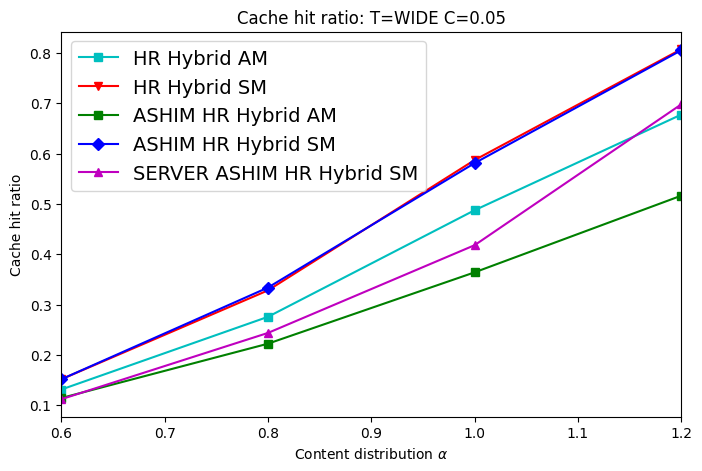 Cache hit ratio: T=WIDE C=0.05
HR Hybrid AM
HR Hybrid SM
ASHIM HR Hybrid AM
ASHIM HR Hybrid SM
SERVER ASHIM HR Hybrid SM
Cache hit ratio
0.8
0.7
0.6
0.5
0.4
0.3
0.2
0.1
0.6
0.7
0.8
0.9
1.0
1.1
1.2
Content distribution α